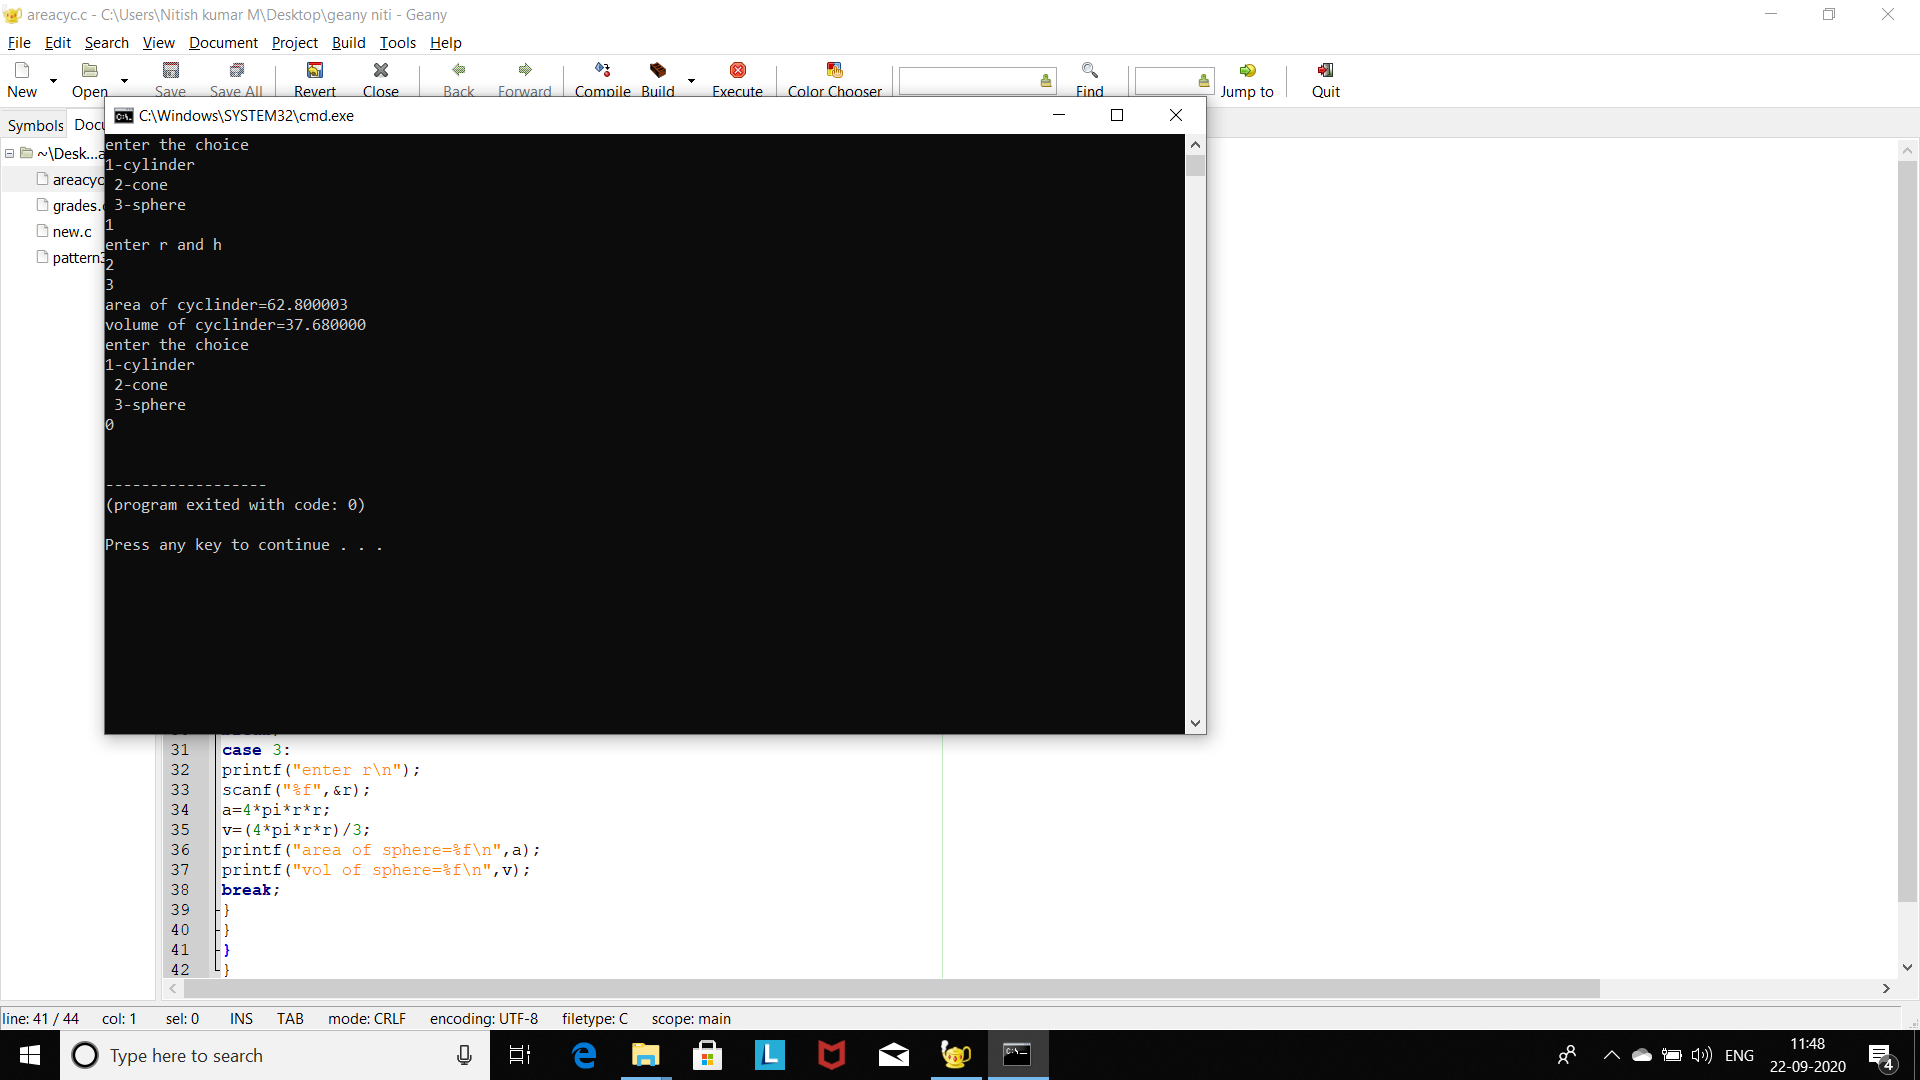 areacyc.c - C:\Users\Nitish kumar M\Desktop\geany niti - Geany
File Edit Search View Document Project Build Tools Help
New Open Save Save All Revert Close Back Forward Compile Build Execute Color Chooser Find Jump to Quit
Symbols Docu
C:\Windows\SYSTEM32\cmd.exe
~\Desk...a
areacyc
grades.
new.c
pattern3
enter the choice
1-cylinder
2-cone
3-sphere
1
enter r and h
2
3
area of cyclinder=62.800003
volume of cyclinder=37.680000
enter the choice
1-cylinder
2-cone
3-sphere
0
------------------
(program exited with code: 0)
Press any key to continue . . .
31 case 3:
32 printf("enter r\n");
33 scanf("%f",&r);
34 a=4*pi*r*r;
35 v=(4*pi*r*r)/3;
36 printf("area of sphere=%f\n",a);
37 printf("vol of sphere=%f\n",v);
38 break;
39 }
40 }
41 }
42 }
line: 41 / 44 col: 1 sel: 0 INS TAB mode: CRLF encoding: UTF-8 filetype: C scope: main
Type here to search
ENG
11:48
22-09-2020
4